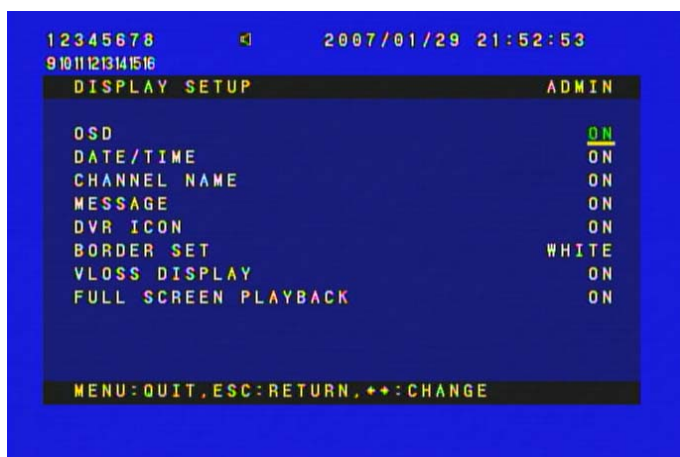 12345678 2007/01/29 21:52:53
9 10 11 12 13 14 15 16
DISPLAY SETUP ADMIN
OSD ON
DATE/TIME ON
CHANNEL NAME ON
MESSAGE ON
DVR ICON ON
BORDER SET WHITE
VLOSS DISPLAY ON
FULL SCREEN PLAYBACK ON
MENU:QUIT,ESC:RETURN,←→:CHANGE